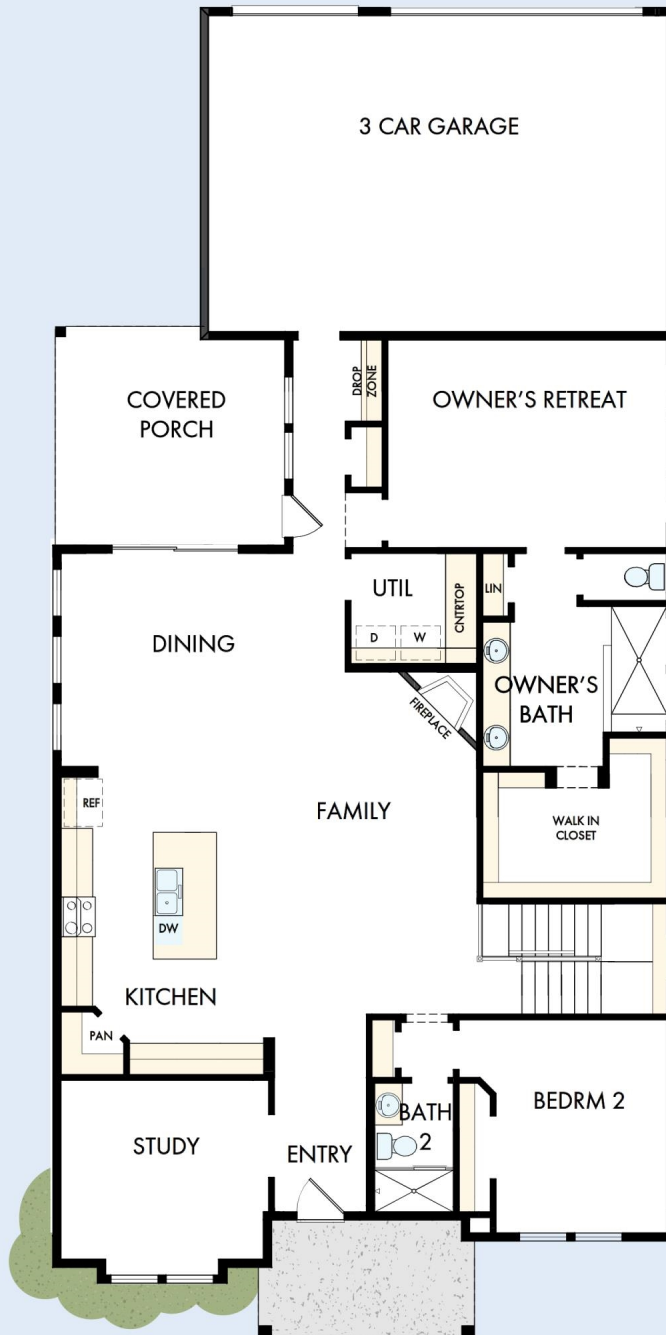 3 CAR GARAGE
COVERED
PORCH
DROP
ZONE
OWNER'S RETREAT
UTIL
CNTRTOP
LIN
D
W
DINING
OWNER'S
BATH
FIREPLACE
REF
FAMILY
WALK IN
CLOSET
DW
KITCHEN
PAN
BATH
2
BEDRM 2
STUDY
ENTRY